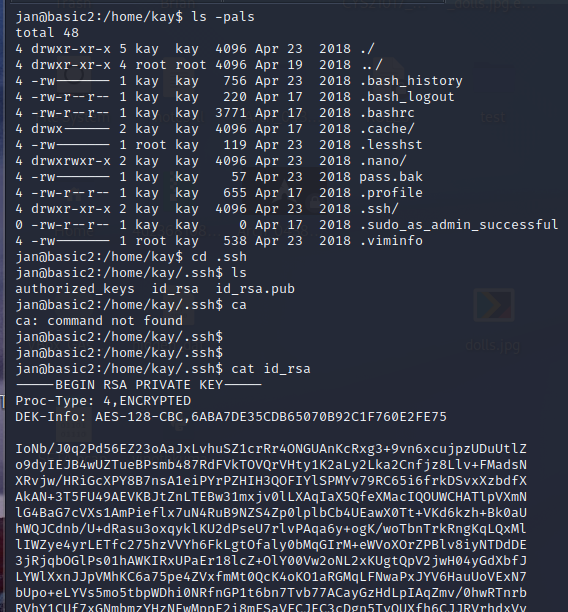 jan@basic2:/home/kay$ ls -pals
total 48
4 drwxr-xr-x 5 kay  kay  4096 Apr 23  2018 ./
4 drwxr-xr-x 4 root root 4096 Apr 19  2018 ../
4 -rw------- 1 kay  kay   756 Apr 23  2018 .bash_history
4 -rw-r--r-- 1 kay  kay   220 Apr 17  2018 .bash_logout
4 -rw-r--r-- 1 kay  kay  3771 Apr 17  2018 .bashrc
4 drwx------ 2 kay  kay  4096 Apr 17  2018 .cache/
4 -rw------- 1 root kay   119 Apr 23  2018 .lesshst
4 drwxrwxr-x 2 kay  kay  4096 Apr 23  2018 .nano/
4 -rw------- 1 kay  kay    57 Apr 23  2018 pass.bak
4 -rw-r--r-- 1 kay  kay   655 Apr 17  2018 .profile
4 drwxr-xr-x 2 kay  kay  4096 Apr 23  2018 .ssh/
0 -rw-r--r-- 1 kay  kay     0 Apr 17  2018 .sudo_as_admin_successful
4 -rw------- 1 root kay   538 Apr 23  2018 .viminfo
jan@basic2:/home/kay$ cd .ssh
jan@basic2:/home/kay/.ssh$ ls
authorized_keys  id_rsa  id_rsa.pub
jan@basic2:/home/kay/.ssh$ ca
ca: command not found
jan@basic2:/home/kay/.ssh$
jan@basic2:/home/kay/.ssh$
jan@basic2:/home/kay/.ssh$ cat id_rsa
-----BEGIN RSA PRIVATE KEY-----
Proc-Type: 4,ENCRYPTED
DEK-Info: AES-128-CBC,6ABA7DE35CDB65070B92C1F760E2FE75
IoNb/J0q2Pd56EZ23oAaJxLvhuSZ1crRr4ONGUAnKcRxg3+9vn6xcujpzUDuUtlZ
o9dyIEJB4wUZTueBPsmb487RdFVkTOVQrVHty1K2aLy2Lka2Cnfjz8Llv+FMadsN
XRvjw/HRiGcXPY8B7nsA1eiPYrPZHIH3QOFIYlSPMYv79RC65i6frkDSvxXzbdfX
AkAN+3T5FU49AEVKBJtZnLTEBw31mxjv0lLXAqIaX5QfeXMacIQOUWCHATlpVXmN
lG4BaG7cVXs1AmPieflx7uN4RuB9NZS4Zp0lplbCb4UEawX0Tt+VKd6kzh+Bk0aU
hWQJCdnb/U+dRasu3oxqyklKU2dPseU7rlvPAqa6y+ogK/woTbnTrkRngKqLQxMl
lIWZye4yrLETfc275hzVVYh6FkLgtOfaly0bMqGIrM+eWVoXOrZPBlv8iyNTDdDE
3jRjqbOGlPs01hAWKIRxUPaEr18lcZ+OlY00Vw2oNL2xKUgtQpV2jwH04yGdXbfJ
LYWlXxnJJpVMhKC6a75pe4ZVxfmMt0QcK4oKO1aRGMqLFNwaPxJYV6HauUoVExN7
bUpo+eLYVs5mo5tbpWDhi0NRfnGP1t6bn7Tvb77ACayGzHdLpIAqZmv/0hwRTnrb